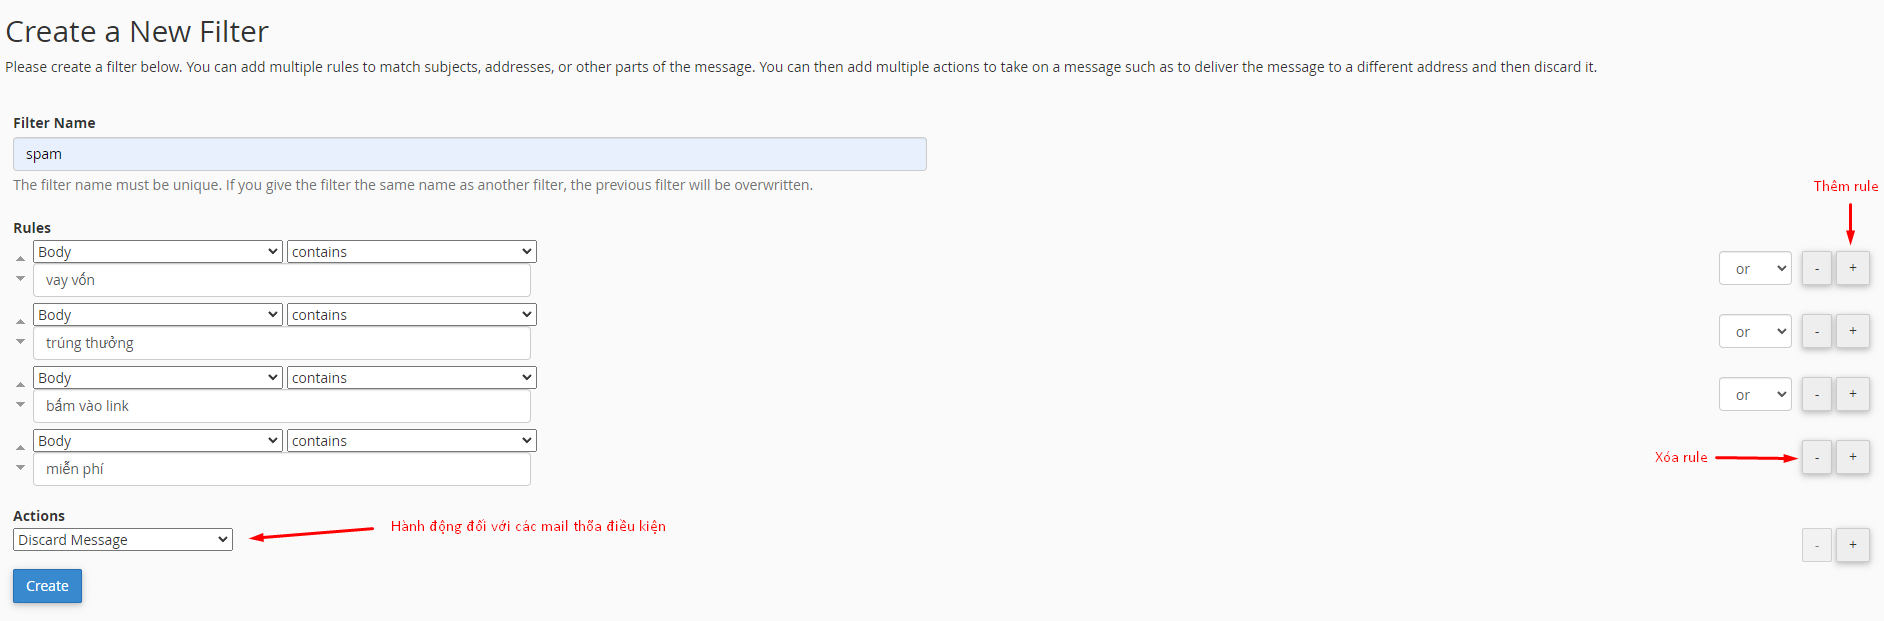 Create a New Filter
Please create a filter below. You can add multiple rules to match subjects, addresses, or other parts of the message. You can then add multiple actions to take on a message such as to deliver the message to a different address and then discard it.
Filter Name
spam
The filter name must be unique. If you give the filter the same name as another filter, the previous filter will be overwritten.
Thêm rule
Rules
Body contains
vay vốn
or - +
Body contains
trúng thưởng
or - +
Body contains
bấm vào link
or - +
Body contains
miễn phí
Xóa rule - +
Actions
Discard Message
Hành động đối với các mail thỏa điều kiện
- +
Create